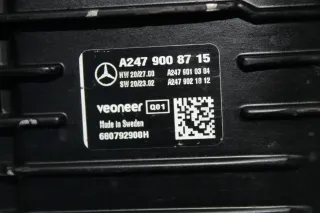 A247 900 87 15
HW 20/27.00 A247 901 03 04
SW 20/23.02 A247 902 18 12
veoneer Q01
Made in Sweden
680792900H